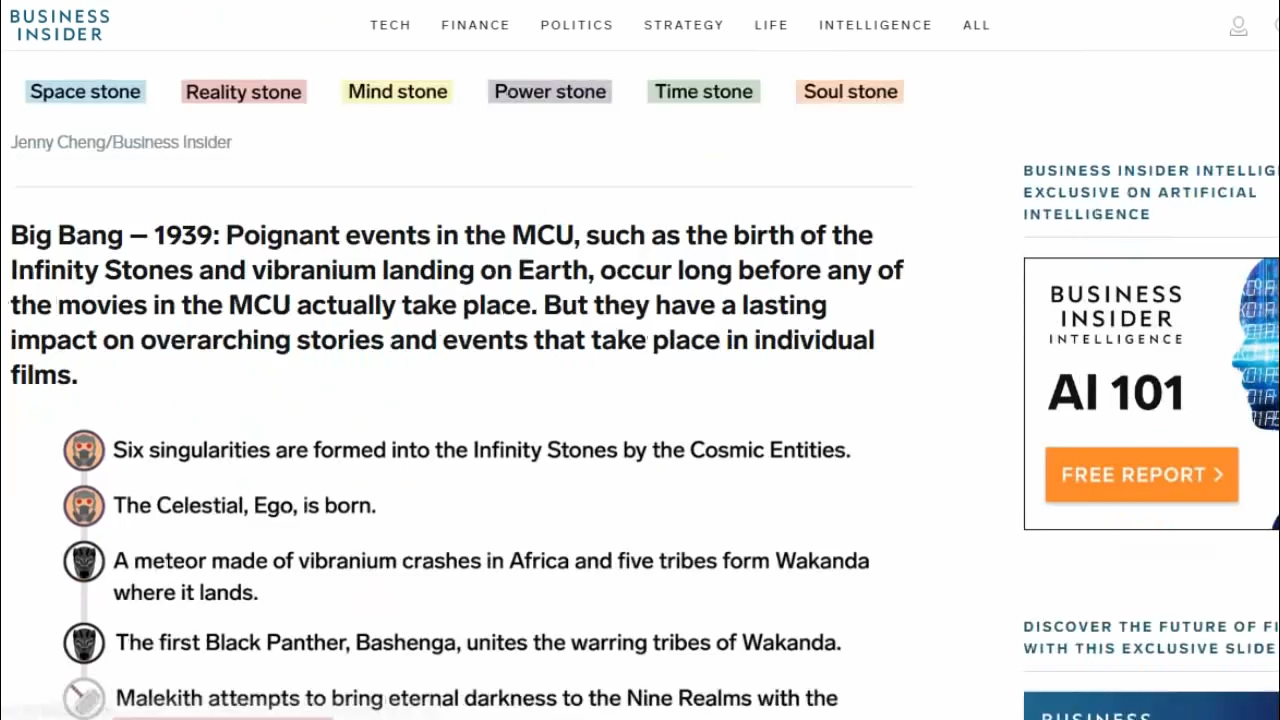 BUSINESS
INSIDER
TECH FINANCE POLITICS STRATEGY LIFE INTELLIGENCE ALL
Space stone Reality stone Mind stone Power stone Time stone Soul stone
Jenny Cheng/Business Insider
Big Bang – 1939: Poignant events in the MCU, such as the birth of the
Infinity Stones and vibranium landing on Earth, occur long before any of
the movies in the MCU actually take place. But they have a lasting
impact on overarching stories and events that take place in individual
films.
Six singularities are formed into the Infinity Stones by the Cosmic Entities.
The Celestial, Ego, is born.
A meteor made of vibranium crashes in Africa and five tribes form Wakanda
where it lands.
The first Black Panther, Bashenga, unites the warring tribes of Wakanda.
Malekith attempts to bring eternal darkness to the Nine Realms with the
BUSINESS INSIDER INTELLIG
EXCLUSIVE ON ARTIFICIAL
INTELLIGENCE
BUSINESS
INSIDER
INTELLIGENCE
AI 101
FREE REPORT >
DISCOVER THE FUTURE OF FI
WITH THIS EXCLUSIVE SLIDE
BUSINESS